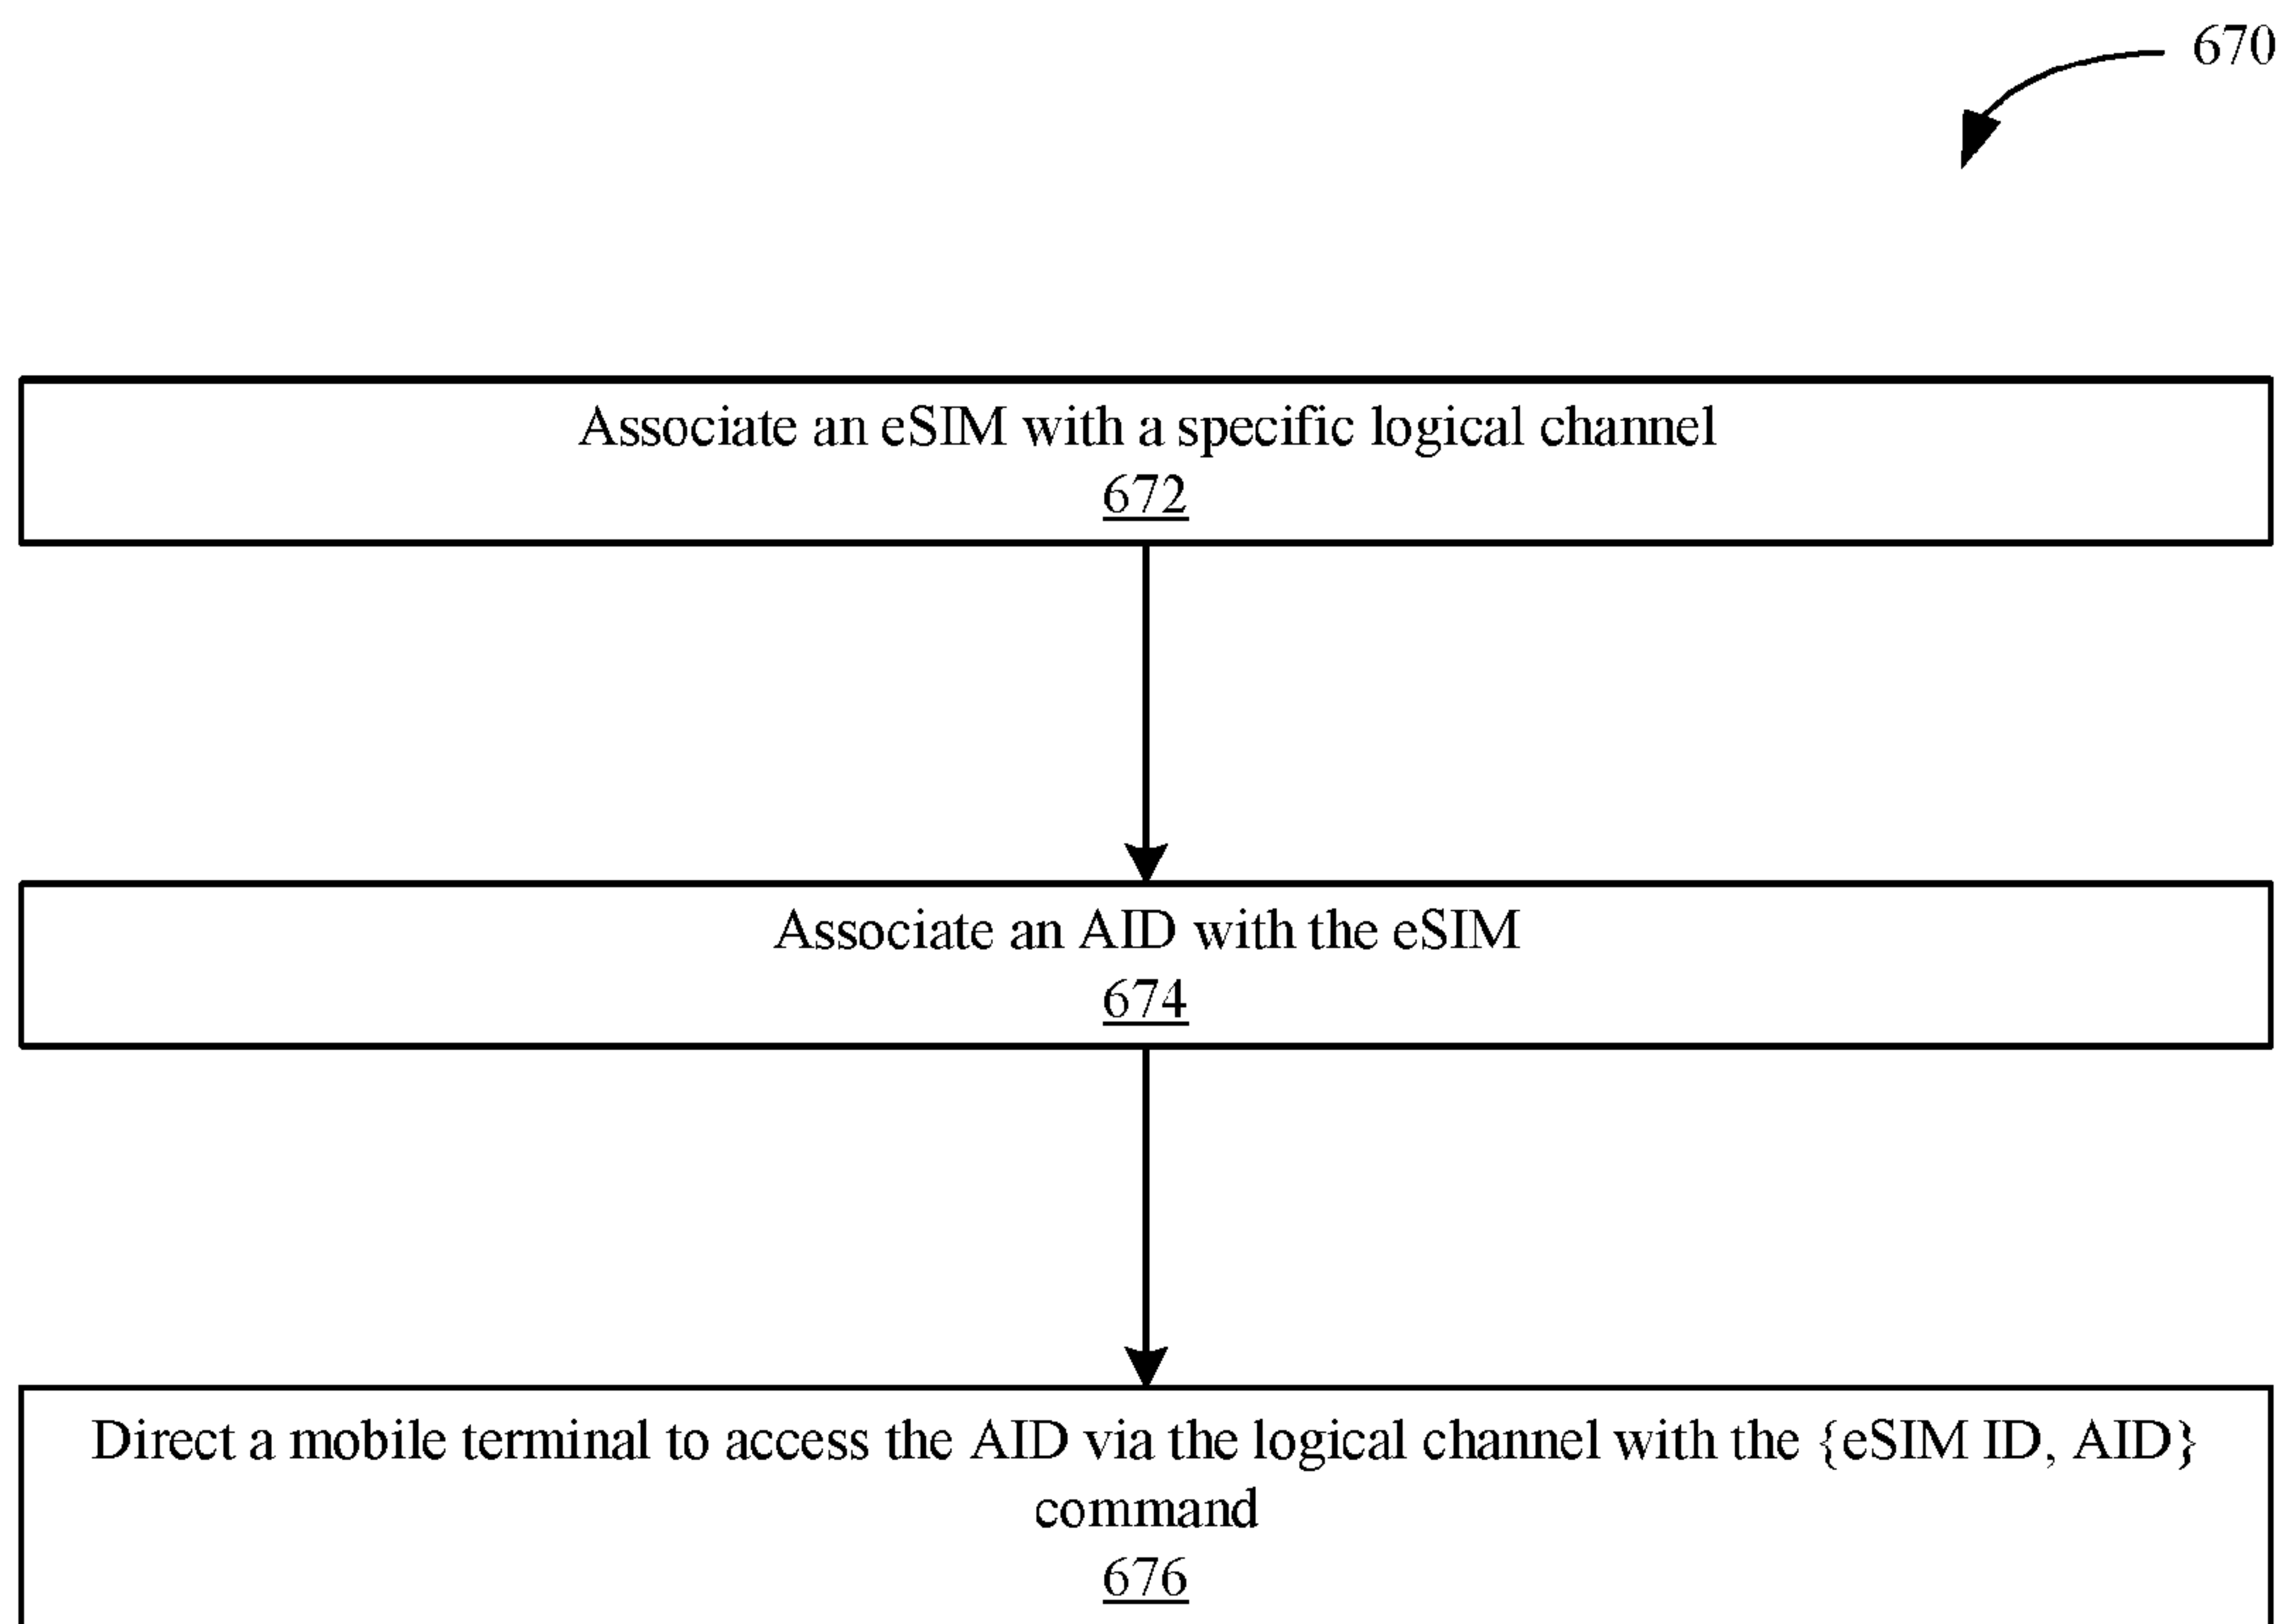 670
Associate an eSIM with a specific logical channel
672
Associate an AID with the eSIM
674
Direct a mobile terminal to access the AID via the logical channel with the {eSIM ID, AID}
command
676